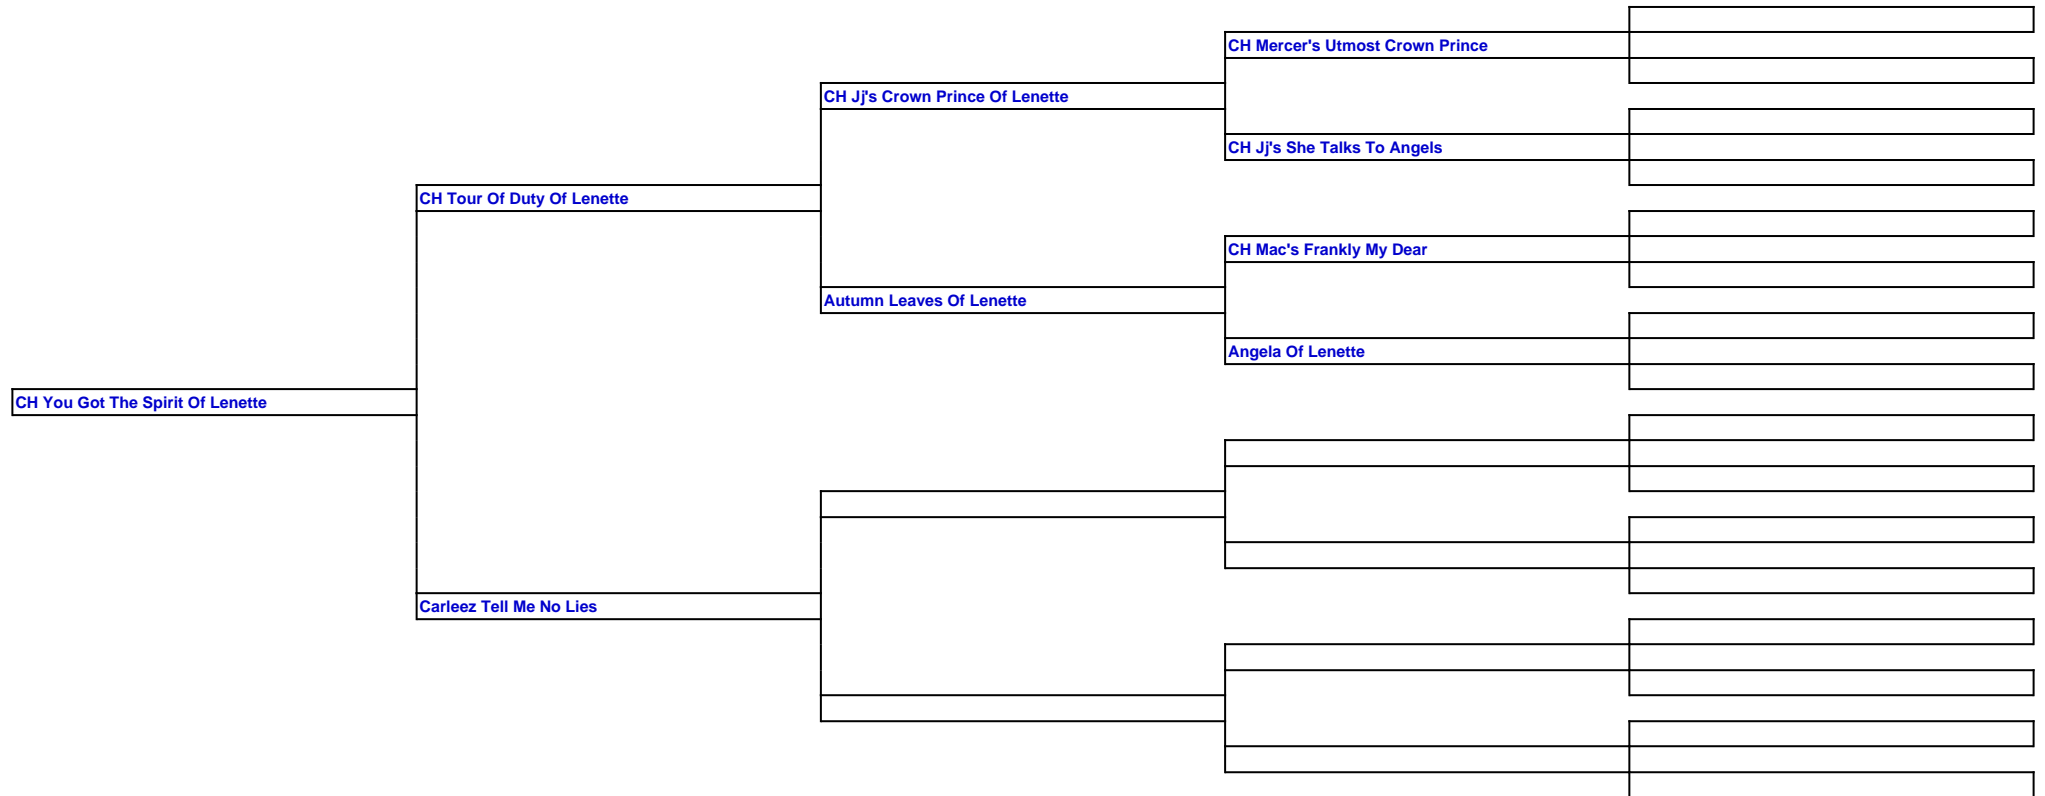 CH Mercer's Utmost Crown Prince
CH Jj's Crown Prince Of Lenette
CH Jj's She Talks To Angels
CH Tour Of Duty Of Lenette
CH Mac's Frankly My Dear
Autumn Leaves Of Lenette
Angela Of Lenette
CH You Got The Spirit Of Lenette
Carleez Tell Me No Lies